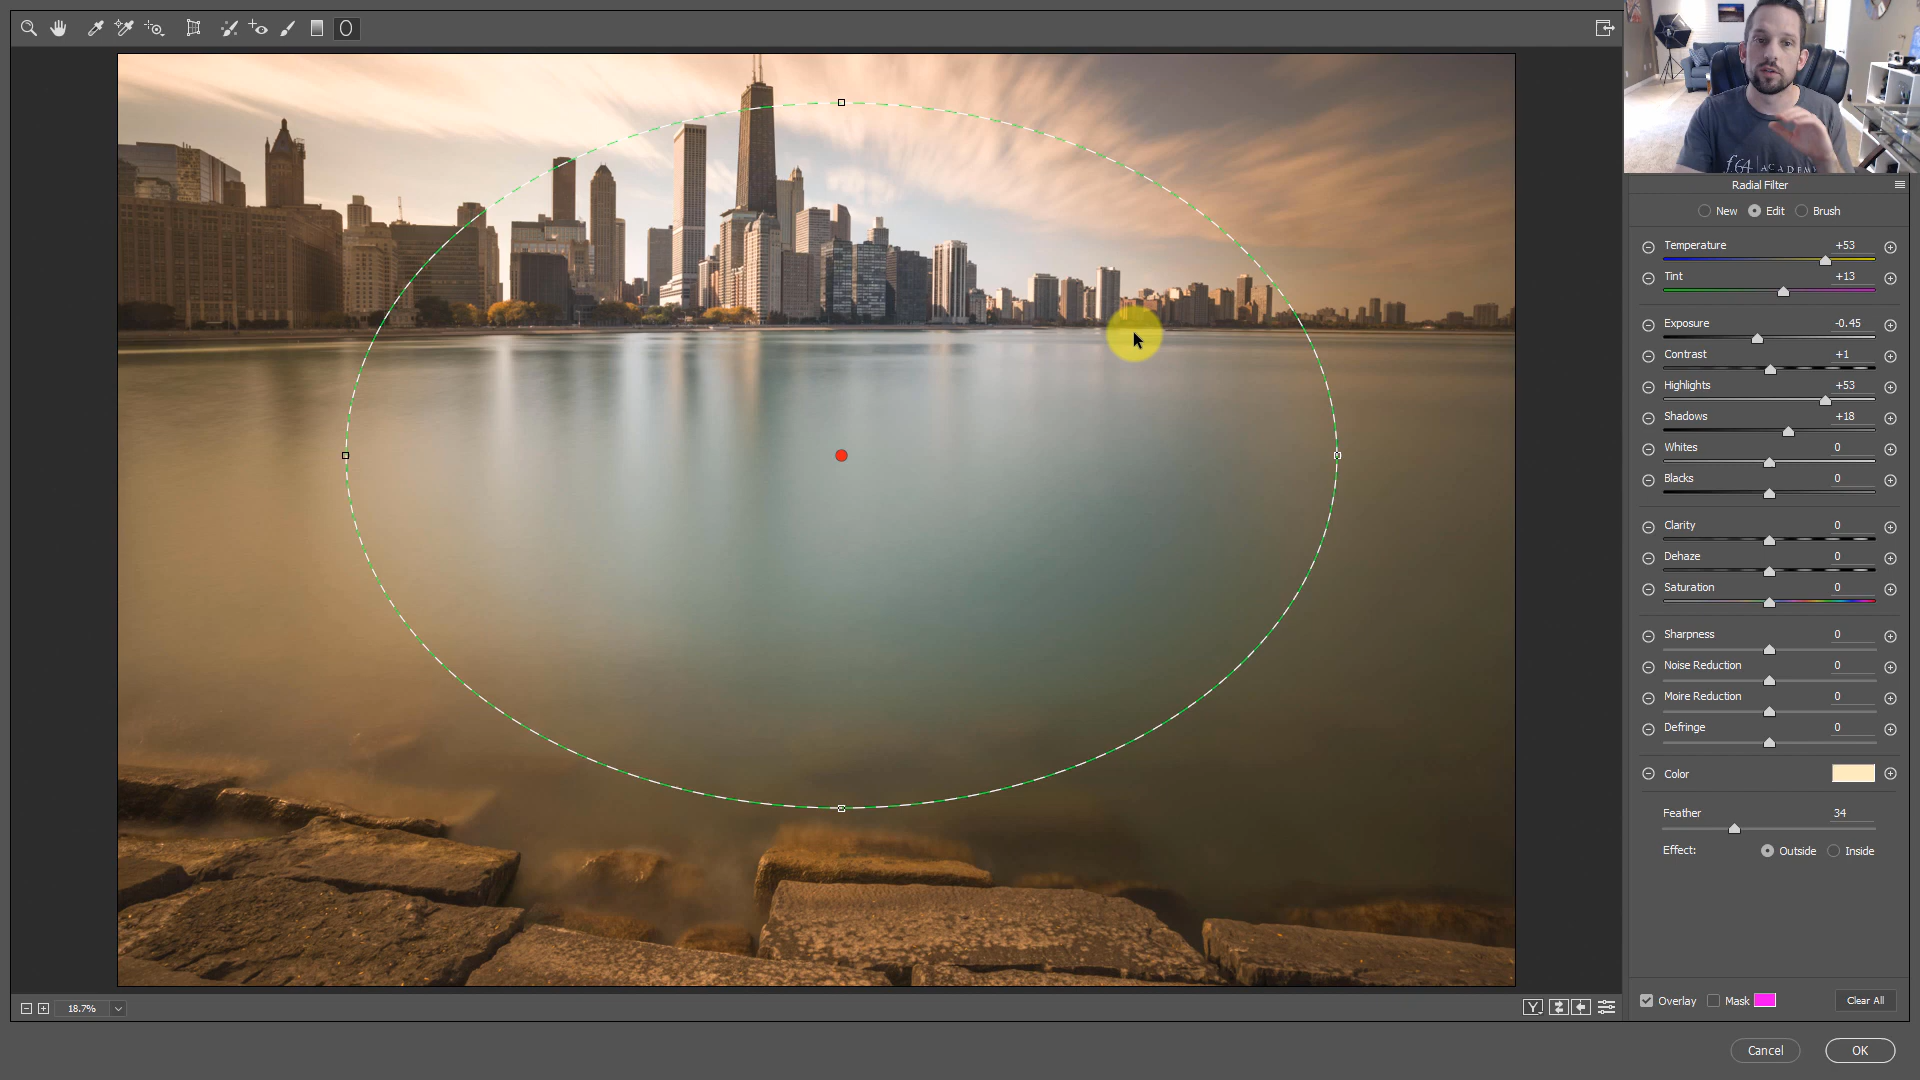 f.64 | ACADEMY
Radial Filter
New Edit Brush
Temperature +53
Tint +13
Exposure -0.45
Contrast +1
Highlights +53
Shadows +18
Whites 0
Blacks 0
Clarity 0
Dehaze 0
Saturation 0
Sharpness 0
Noise Reduction 0
Moire Reduction 0
Defringe 0
Color
Feather 34
Effect: Outside Inside
Overlay Mask Clear All
18.7% Y
Cancel OK